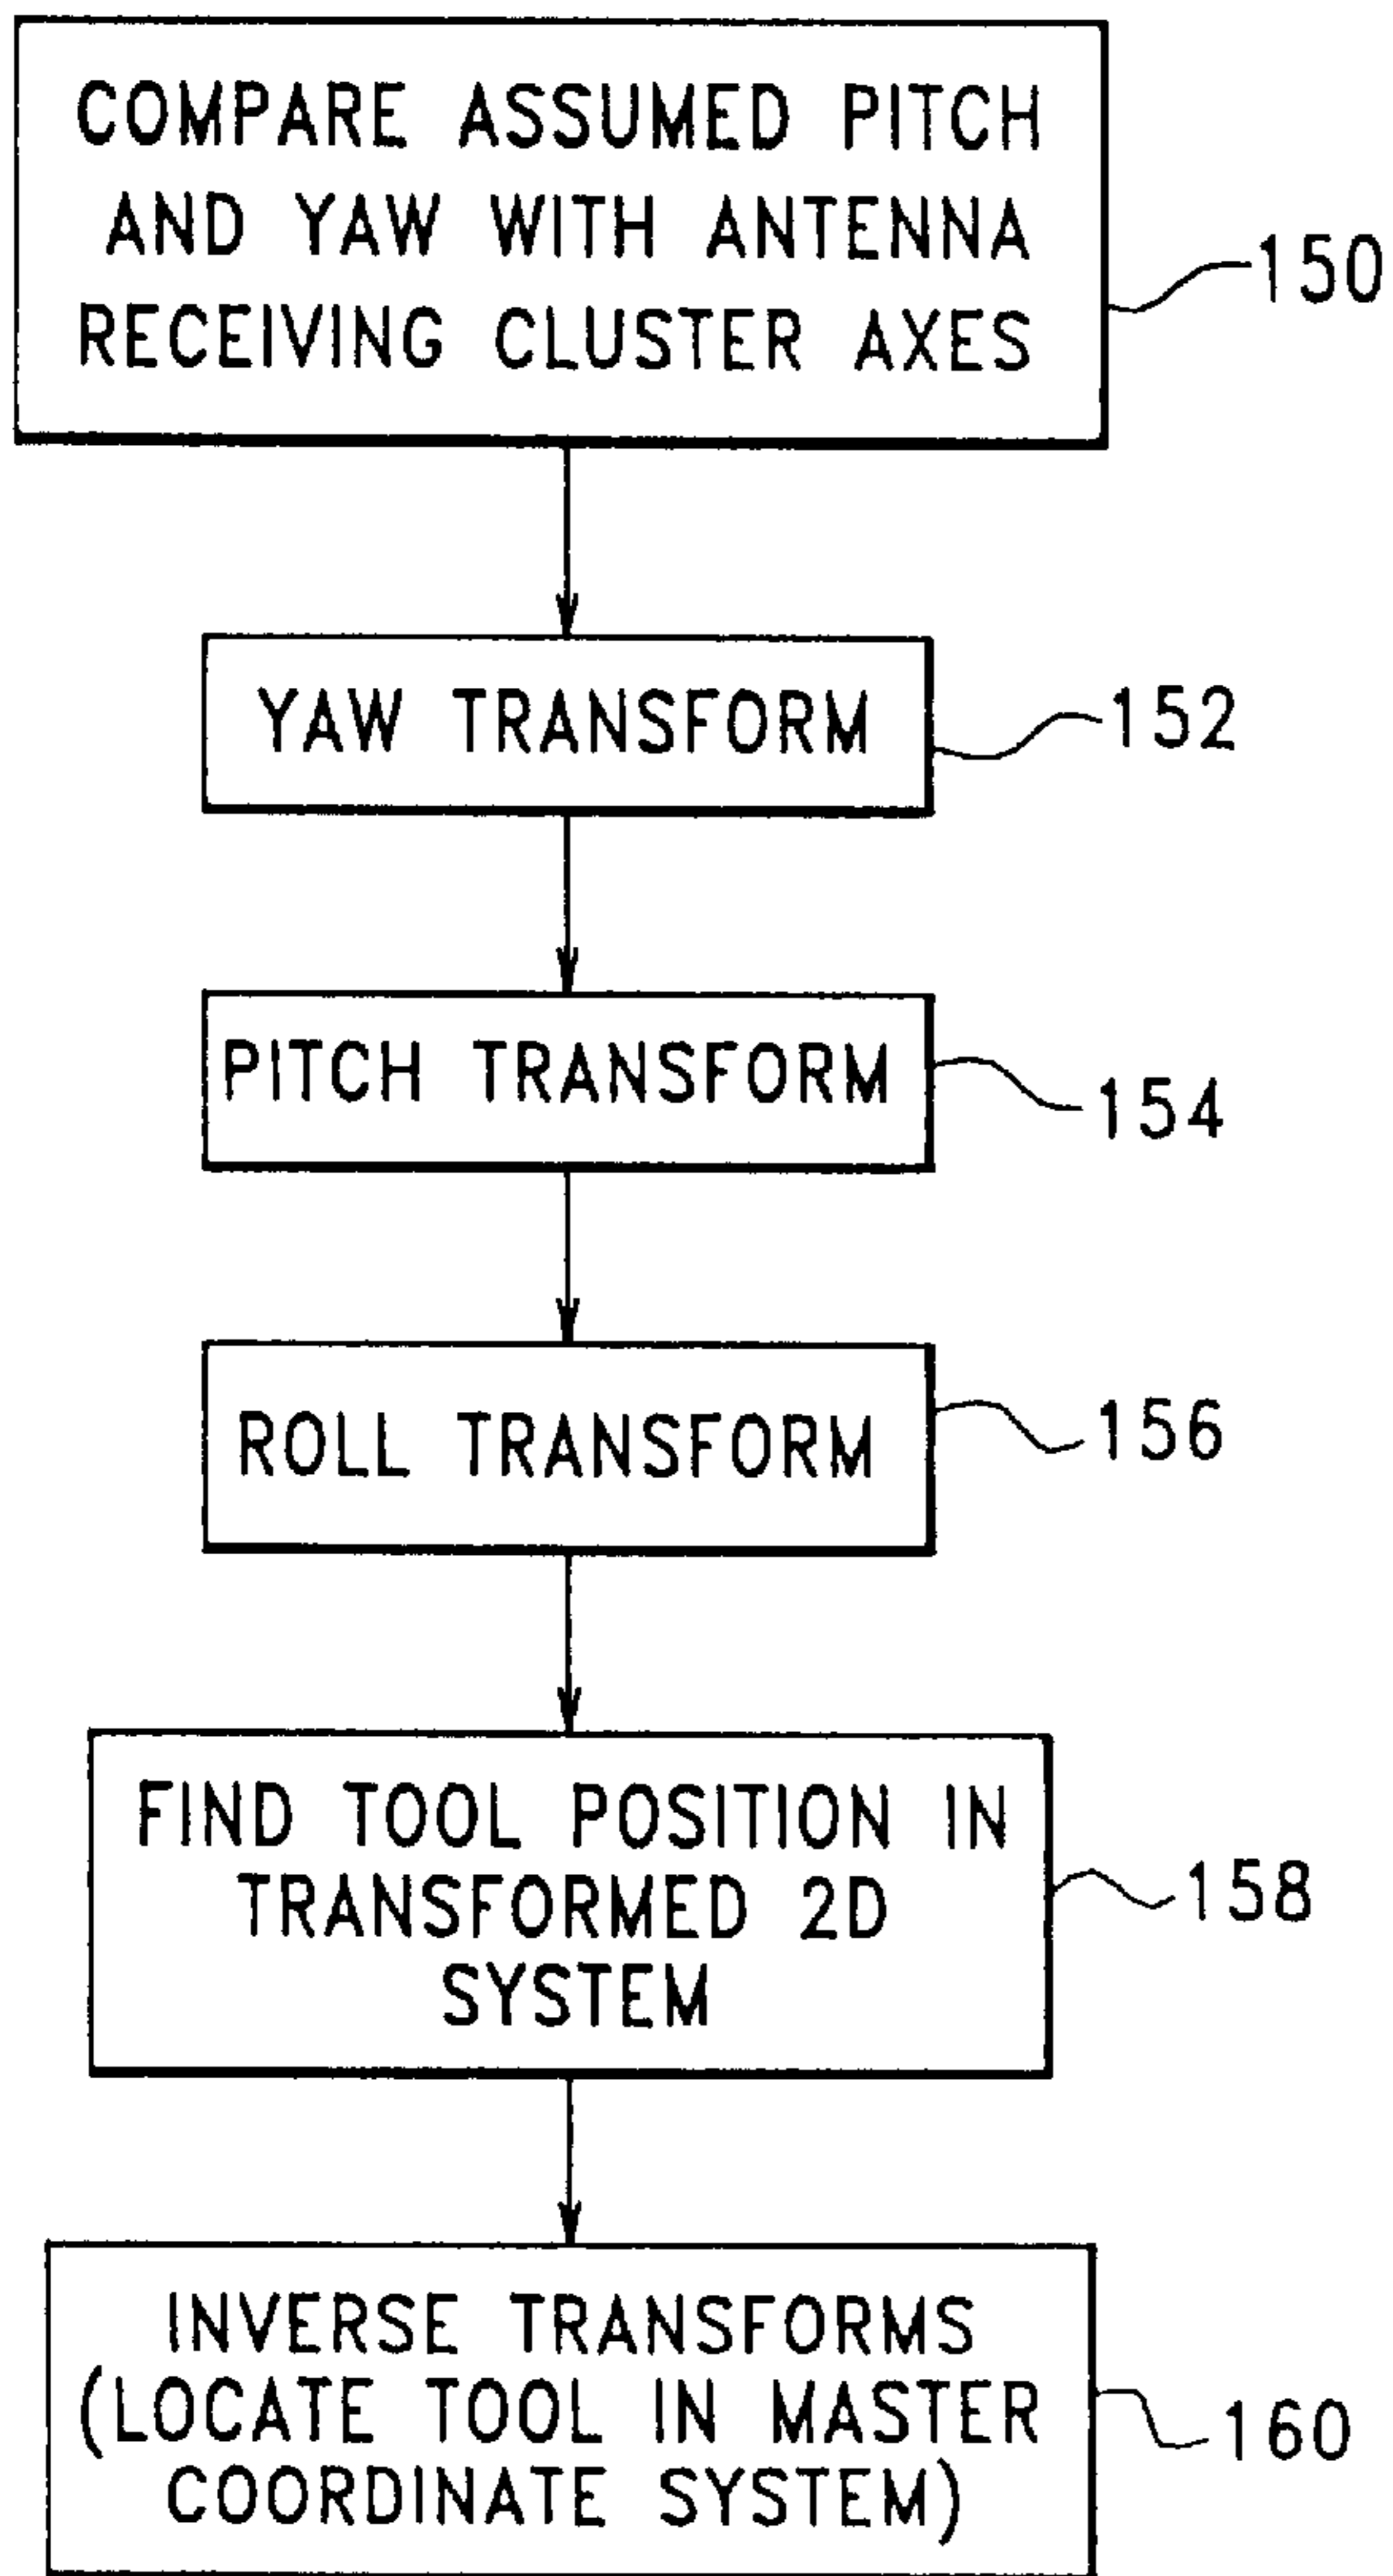 COMPARE ASSUMED PITCH
AND YAW WITH ANTENNA
RECEIVING CLUSTER AXES
150
YAW TRANSFORM
152
PITCH TRANSFORM
154
ROLL TRANSFORM
156
FIND TOOL POSITION IN
TRANSFORMED 2D
SYSTEM
158
INVERSE TRANSFORMS
(LOCATE TOOL IN MASTER
COORDINATE SYSTEM)
160